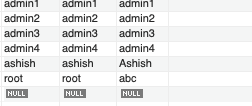 admin1 admin1 admin1
admin2 admin2 admin2
admin3 admin3 admin3
admin4 admin4 admin4
ashish ashish Ashish
root root abc
NULL NULL NULL